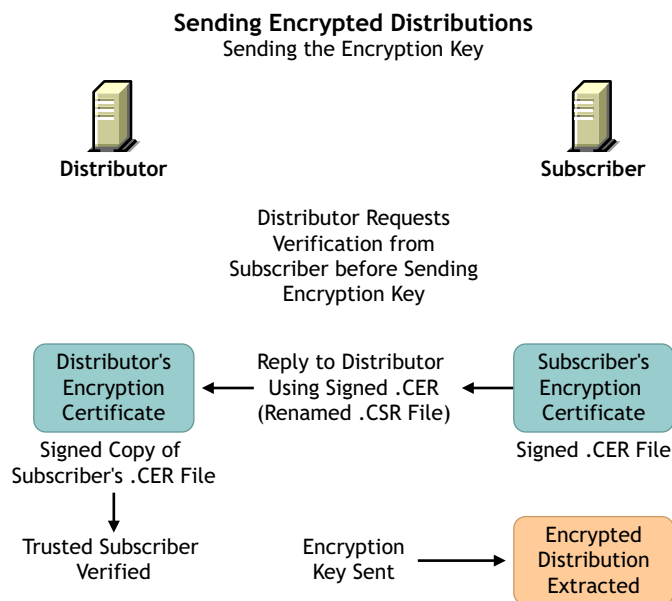 Sending Encrypted Distributions
Sending the Encryption Key
Distributor
Subscriber
Distributor Requests
Verification from
Subscriber before Sending
Encryption Key
Distributor's
Encryption
Certificate
Reply to Distributor
Using Signed .CER
(Renamed .CSR File)
Subscriber's
Encryption
Certificate
Signed Copy of
Subscriber's .CER File
Signed .CER File
Trusted Subscriber
Verified
Encryption
Key Sent
Encrypted
Distribution
Extracted